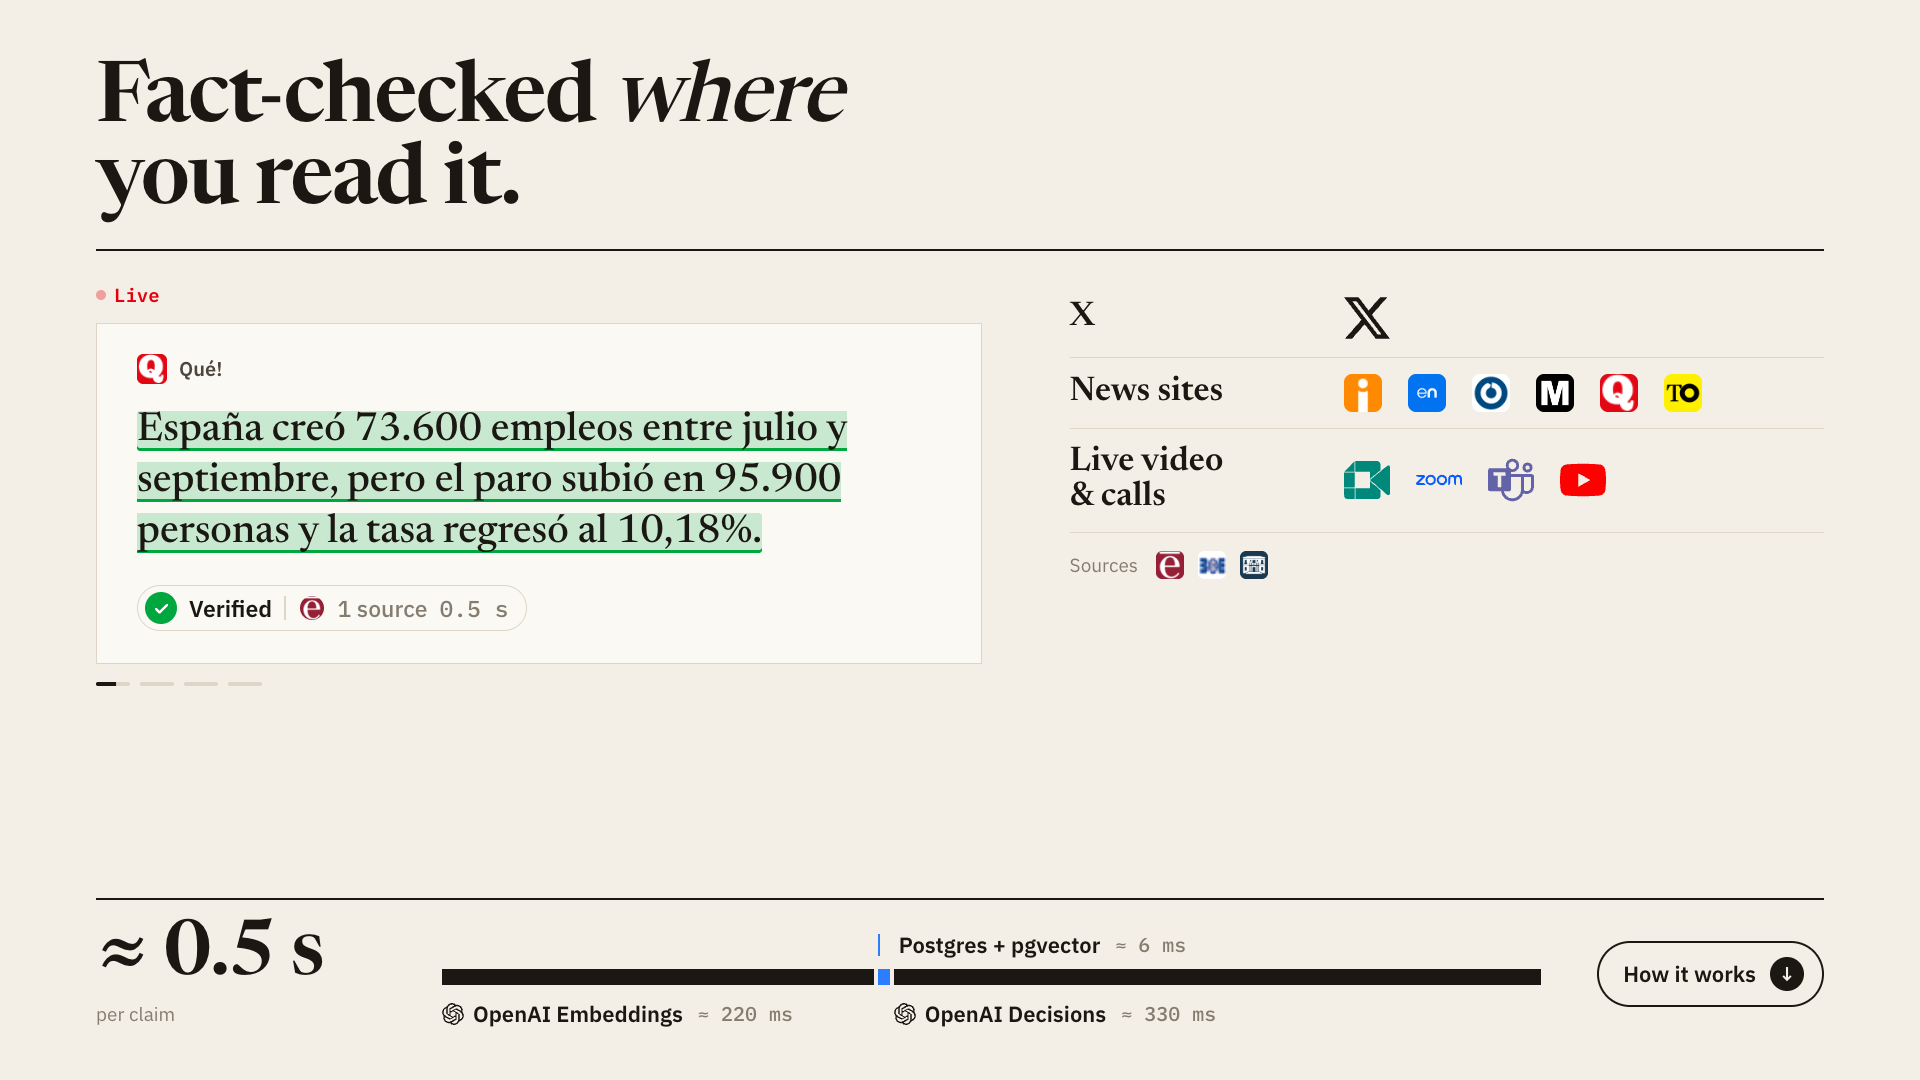 Fact-checked where
you read it.
Live
Qué!
España creó 73.600 empleos entre julio y
septiembre, pero el paro subió en 95.900
personas y la tasa regresó al 10,18%.
Verified
1 source 0.5 s
X
News sites
en
M
Q
TO
Live video
& calls
zoom
T
Sources
e
≈ 0.5 s
per claim
Postgres + pgvector ≈ 6 ms
OpenAI Embeddings ≈ 220 ms
OpenAI Decisions ≈ 330 ms
How it works